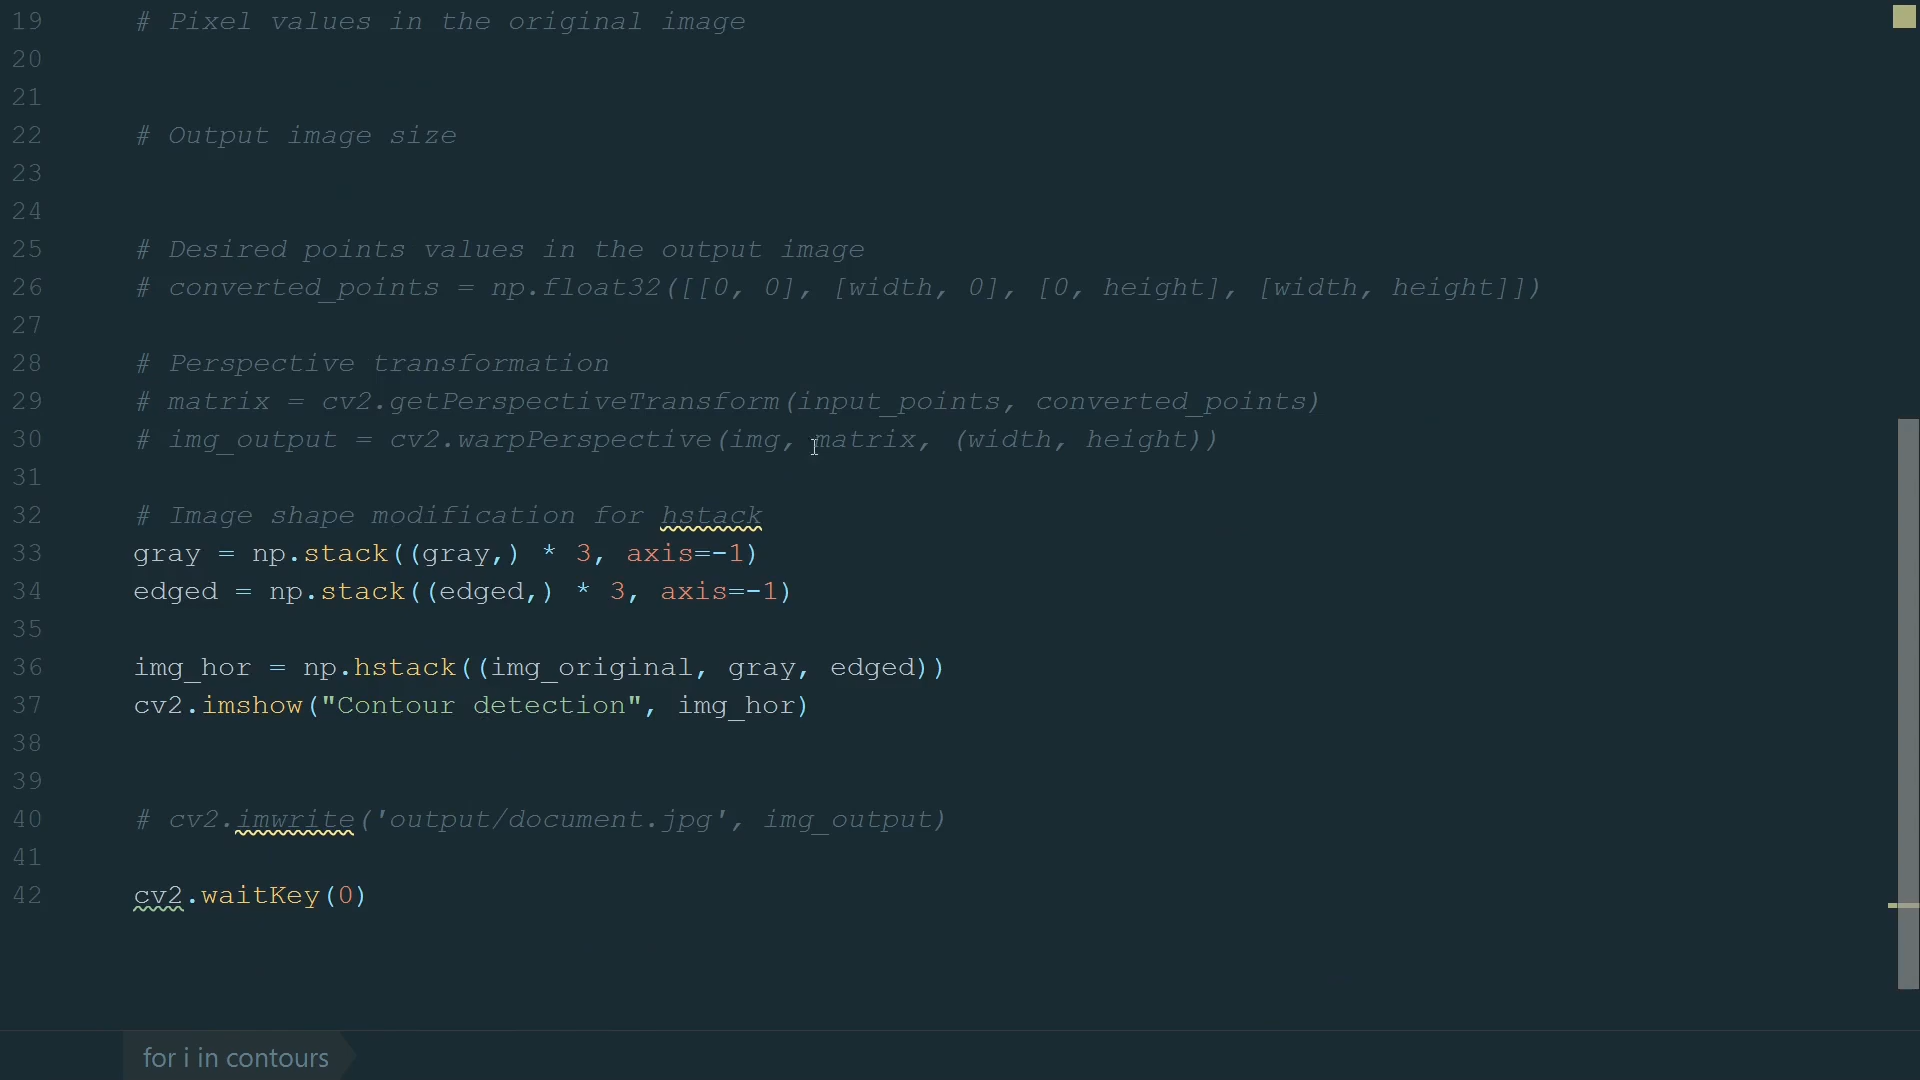 19 # Pixel values in the original image
20
21
22 # Output image size
23
24
25 # Desired points values in the output image
26 # converted_points = np.float32([[0, 0], [width, 0], [0, height], [width, height]])
27
28 # Perspective transformation
29 # matrix = cv2.getPerspectiveTransform(input_points, converted_points)
30 # img_output = cv2.warpPerspective(img, matrix, (width, height))
31
32 # Image shape modification for hstack
33 gray = np.stack((gray,) * 3, axis=-1)
34 edged = np.stack((edged,) * 3, axis=-1)
35
36 img_hor = np.hstack((img_original, gray, edged))
37 cv2.imshow("Contour detection", img_hor)
38
39
40 # cv2.imwrite('output/document.jpg', img_output)
41
42 cv2.waitKey(0)
for i in contours